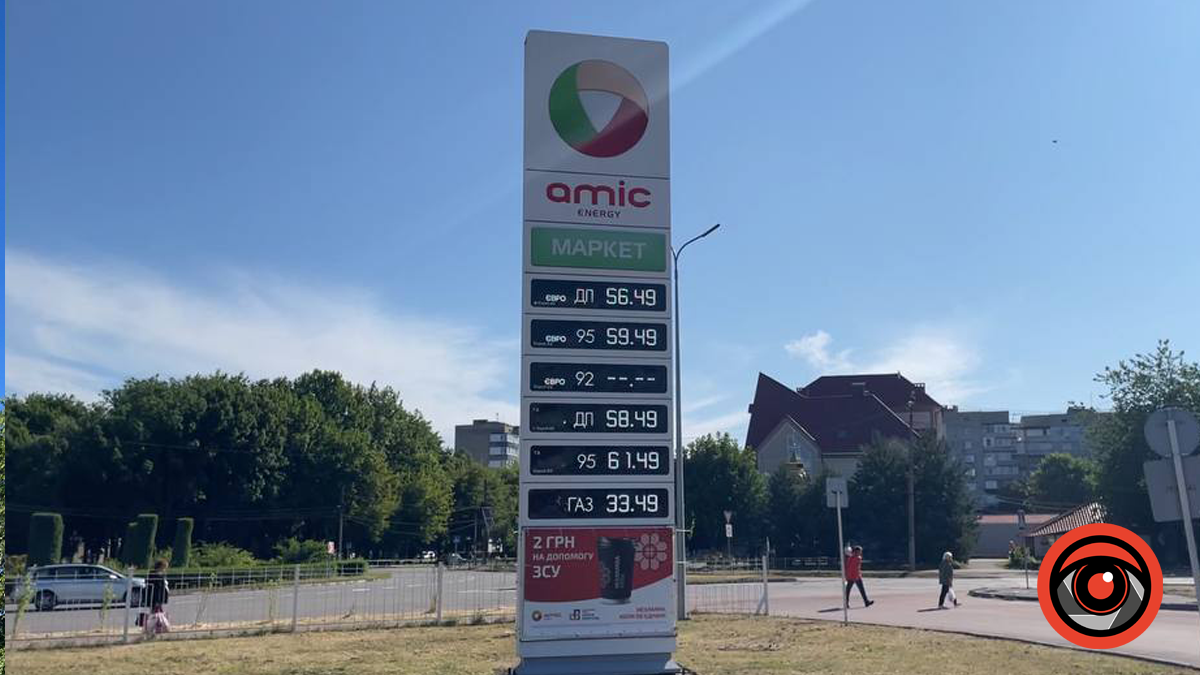 amic
ENERGY
МАРКЕТ
ЄВРО ДП 56.49
ЄВРО 95 59.49
ЄВРО 92 --.--
ДП 58.49
95 61.49
ГАЗ 33.49
2 ГРН
НА ДОПОМОГУ
ЗСУ